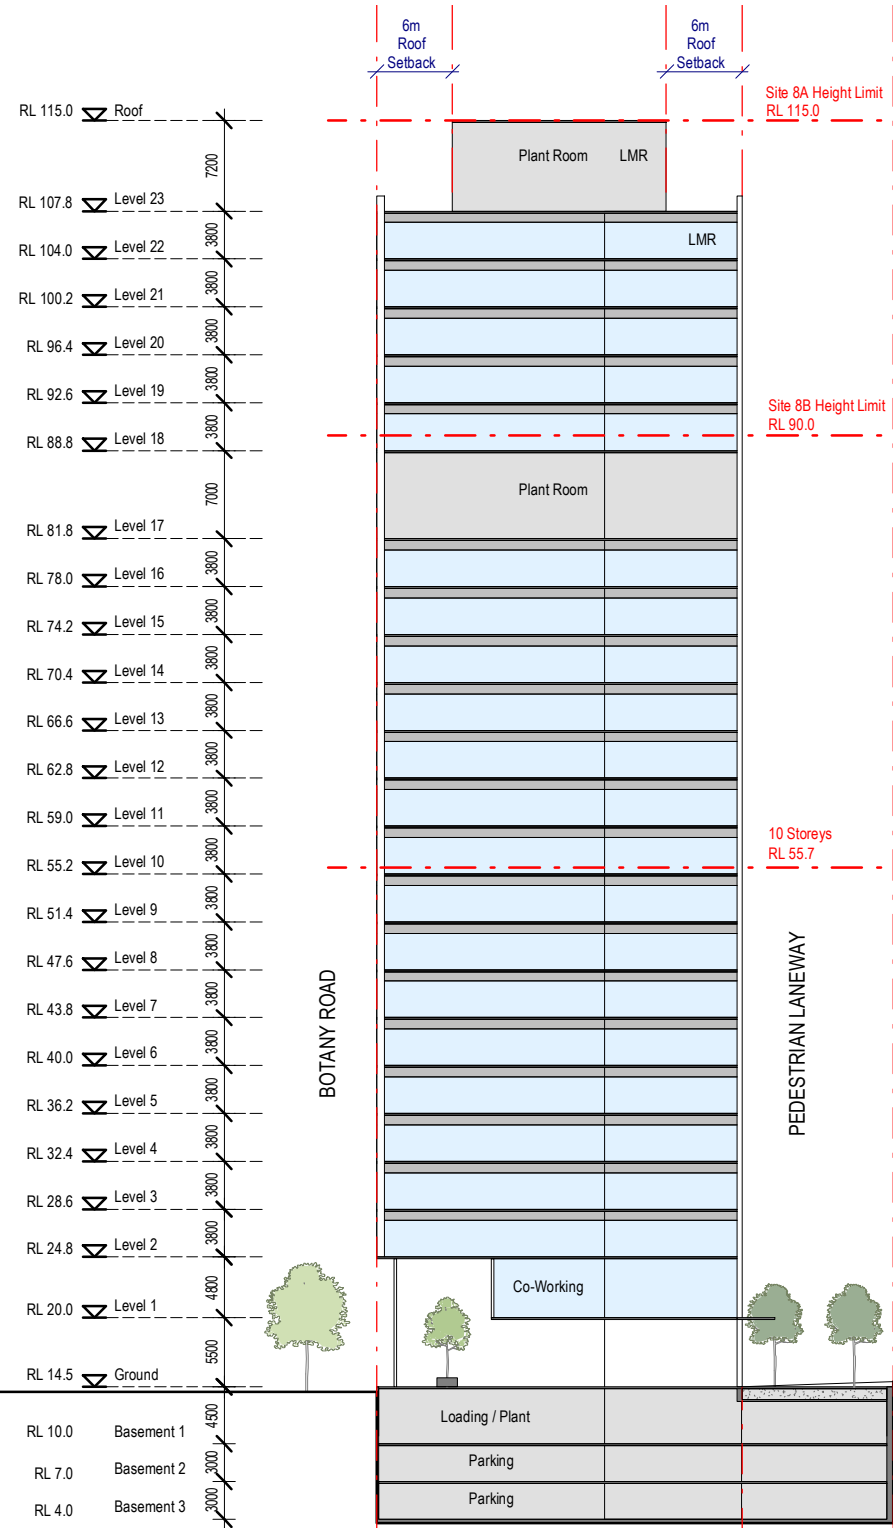 6m
Roof
Setback
6m
Roof
Setback
Site 8A Height Limit
RL 115.0
RL 115.0 Roof
7200
Plant Room LMR
RL 107.8 Level 23
3800
LMR
RL 104.0 Level 22
3800
RL 100.2 Level 21
3800
RL 96.4 Level 20
3800
RL 92.6 Level 19
3800
Site 8B Height Limit
RL 90.0
RL 88.8 Level 18
7000
Plant Room
RL 81.8 Level 17
3800
RL 78.0 Level 16
3800
RL 74.2 Level 15
3800
RL 70.4 Level 14
3800
RL 66.6 Level 13
3800
RL 62.8 Level 12
3800
RL 59.0 Level 11
3800
10 Storeys
RL 55.7
RL 55.2 Level 10
3800
RL 51.4 Level 9
3800
RL 47.6 Level 8
3800
RL 43.8 Level 7
3800
RL 40.0 Level 6
3800
RL 36.2 Level 5
3800
RL 32.4 Level 4
3800
RL 28.6 Level 3
3800
RL 24.8 Level 2
BOTANY ROAD
PEDESTRIAN LANEWAY
4800
Co-Working
RL 20.0 Level 1
5500
RL 14.5 Ground
4500
Loading / Plant
RL 10.0 Basement 1
3000
Parking
RL 7.0 Basement 2
3000
Parking
RL 4.0 Basement 3